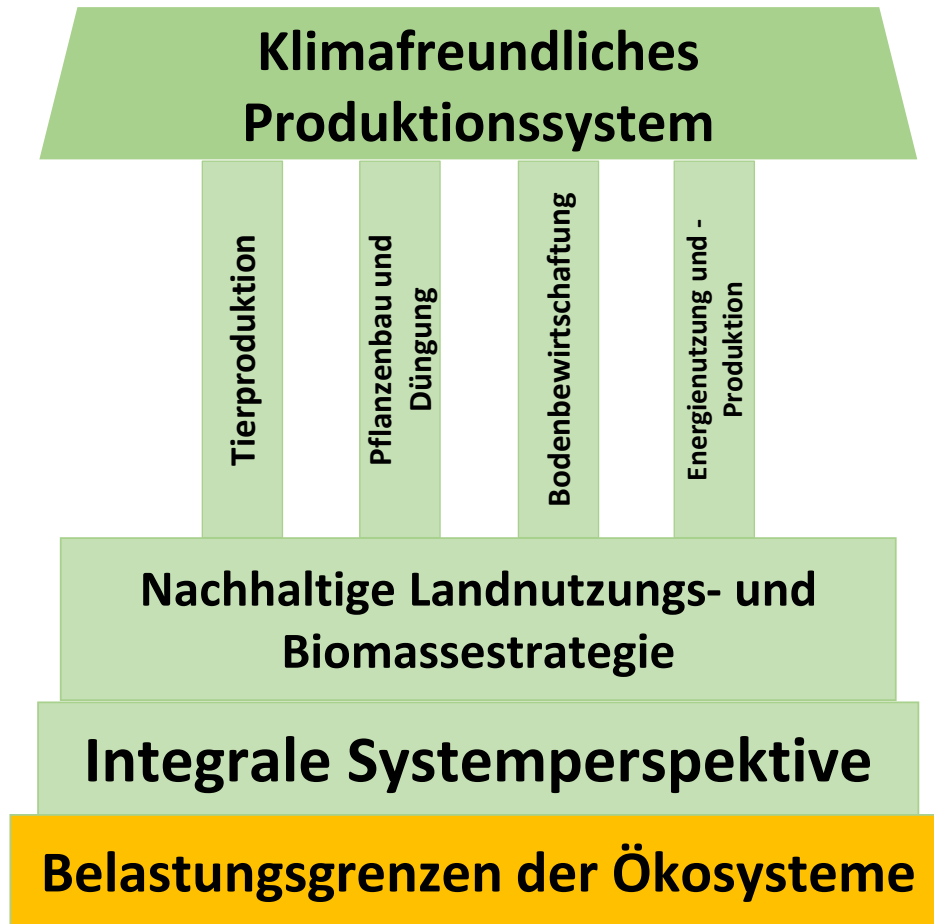 Klimafreundliches
Produktionssystem
Tierproduktion
Pflanzenbau und
Düngung
Bodenbewirtschaftung
Energienutzung und -
Produktion
Nachhaltige Landnutzungs- und
Biomassestrategie
Integrale Systemperspektive
Belastungsgrenzen der Ökosysteme